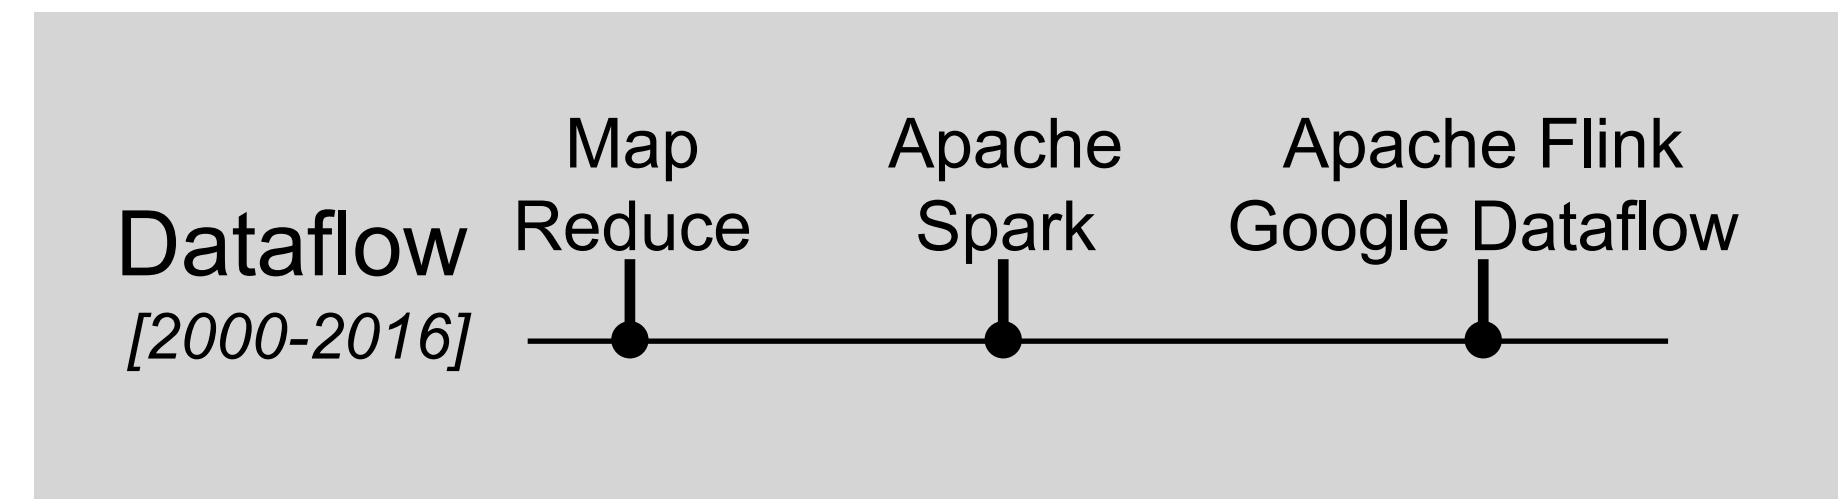 Dataflow
[2000-2016]
Map
Reduce
Apache
Spark
Apache Flink
Google Dataflow